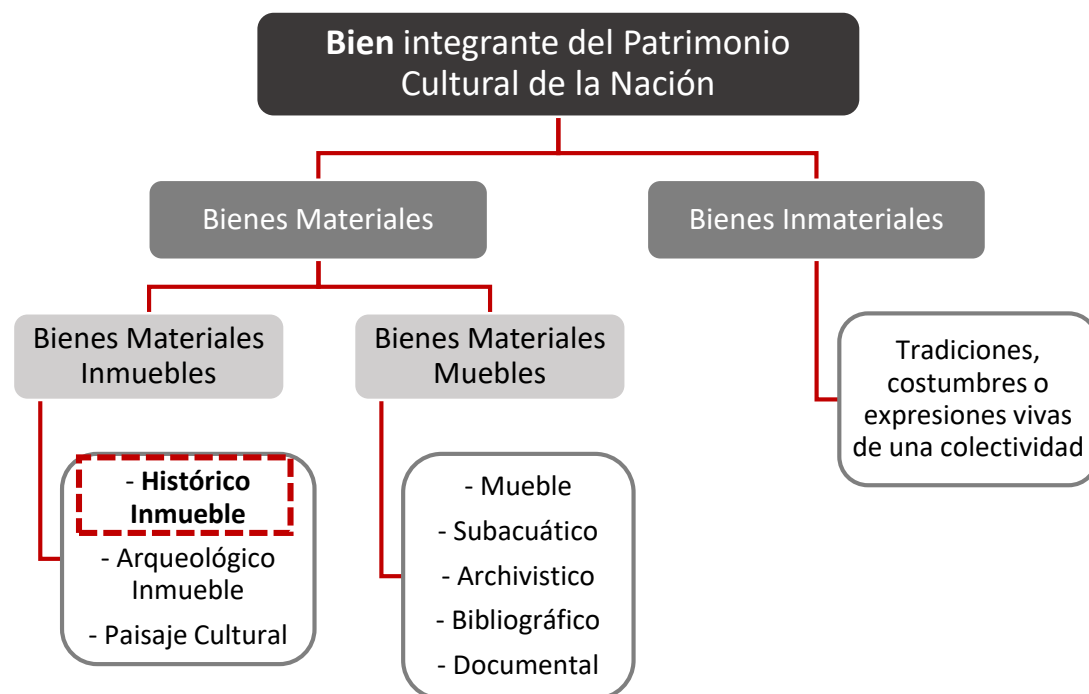 Bien integrante del Patrimonio
Cultural de la Nación
Bienes Materiales
Bienes Inmateriales
Bienes Materiales
Inmuebles
Bienes Materiales
Muebles
Tradiciones,
costumbres o
expresiones vivas
de una colectividad
- Histórico
Inmueble
- Arqueológico
Inmueble
- Paisaje Cultural
- Mueble
- Subacuático
- Archivistico
- Bibliográfico
- Documental